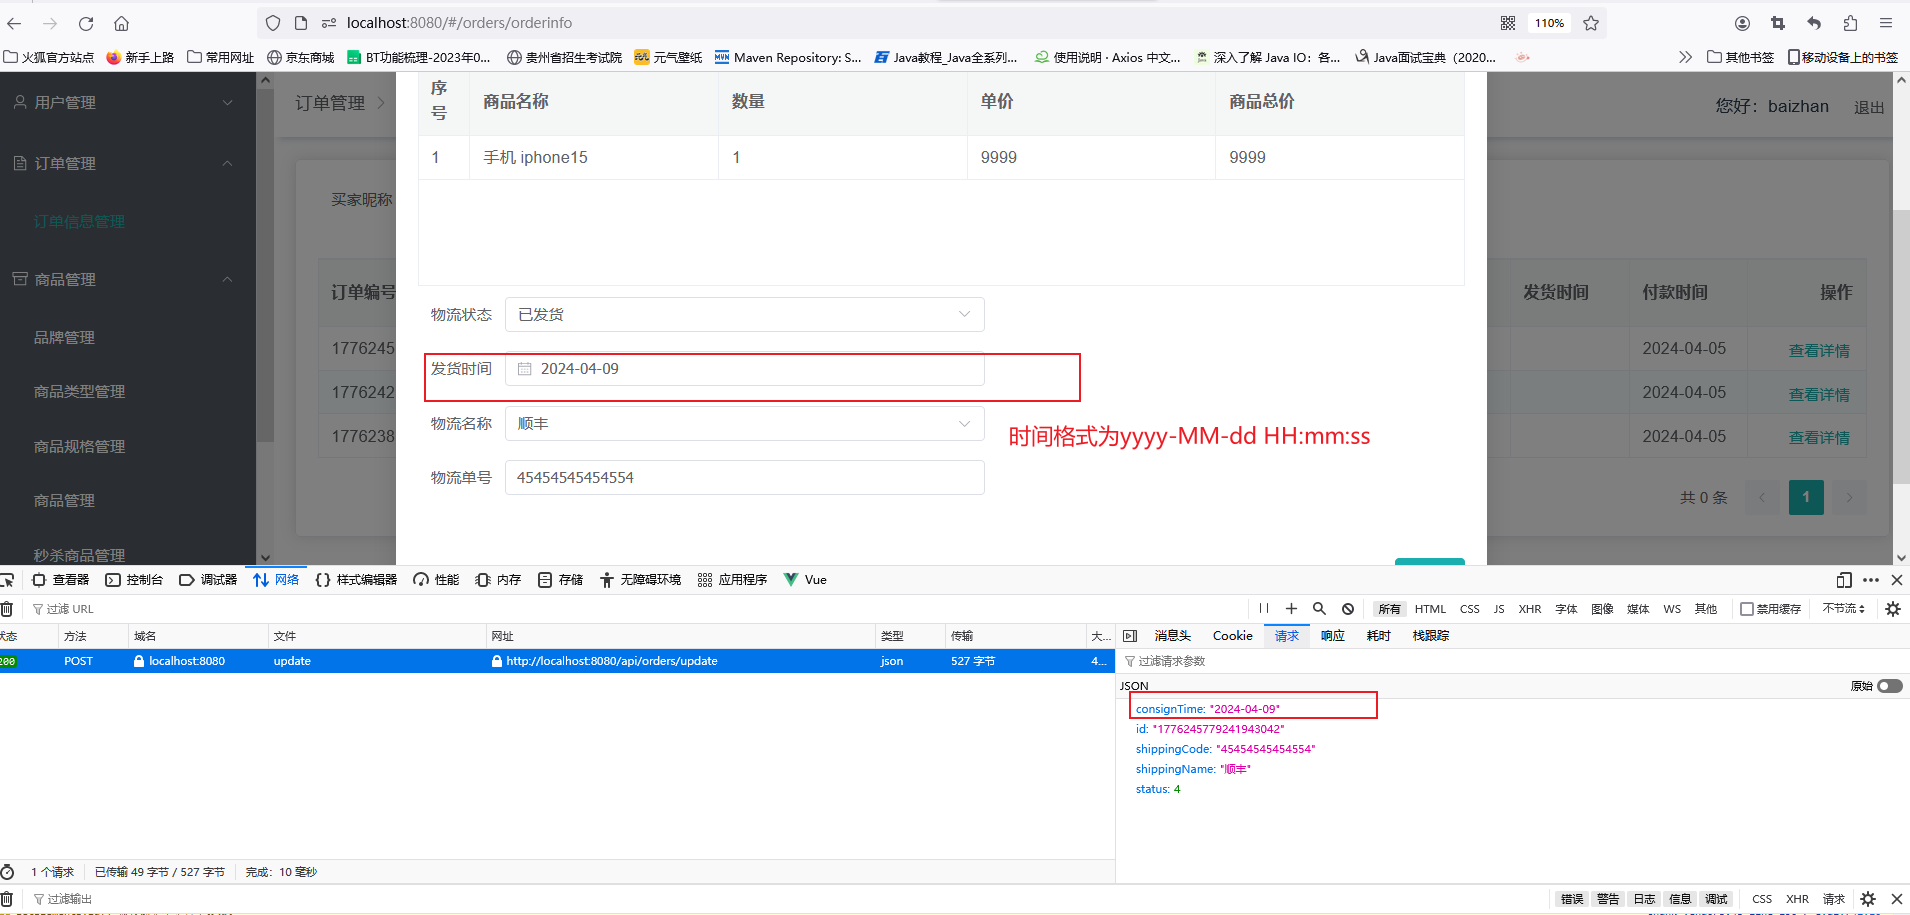 localhost:8080/#/orders/orderinfo
110%
火狐官方站点
新手上路
常用网址
京东商城
BT功能梳理-2023年0...
贵州省招生考试院
元气壁纸
Maven Repository: S...
Java教程_Java全系列...
使用说明 · Axios 中文...
深入了解 Java IO：各...
Java面试宝典（2020...
其他书签
移动设备上的书签
用户管理
订单管理
订单信息管理
商品管理
品牌管理
商品类型管理
商品规格管理
商品管理
秒杀商品管理
订单管理
您好：baizhan
退出
买家昵称
订单编号
发货时间
付款时间
操作
1776245
2024-04-05
查看详情
1776242
2024-04-05
查看详情
1776238
2024-04-05
查看详情
共 0 条
1
序号
商品名称
数量
单价
商品总价
1
手机 iphone15
1
9999
9999
物流状态
已发货
发货时间
2024-04-09
物流名称
顺丰
时间格式为yyyy-MM-dd HH:mm:ss
物流单号
45454545454554
查看器
控制台
调试器
网络
样式编辑器
性能
内存
存储
无障碍环境
应用程序
Vue
过滤 URL
所有
HTML
CSS
JS
XHR
字体
图像
媒体
WS
其他
禁用缓存
不节流
状态
方法
域名
文件
网址
类型
传输
大...
200
POST
localhost:8080
update
http://localhost:8080/api/orders/update
json
527 字节
4...
消息头
Cookie
请求
响应
耗时
栈跟踪
过滤请求参数
JSON
原始
consignTime: "2024-04-09"
id: "1776245779241943042"
shippingCode: "45454545454554"
shippingName: "顺丰"
status: 4
1 个请求
已传输 49 字节 / 527 字节
完成：10 毫秒
过滤输出
错误
警告
日志
信息
调试
CSS
XHR
请求